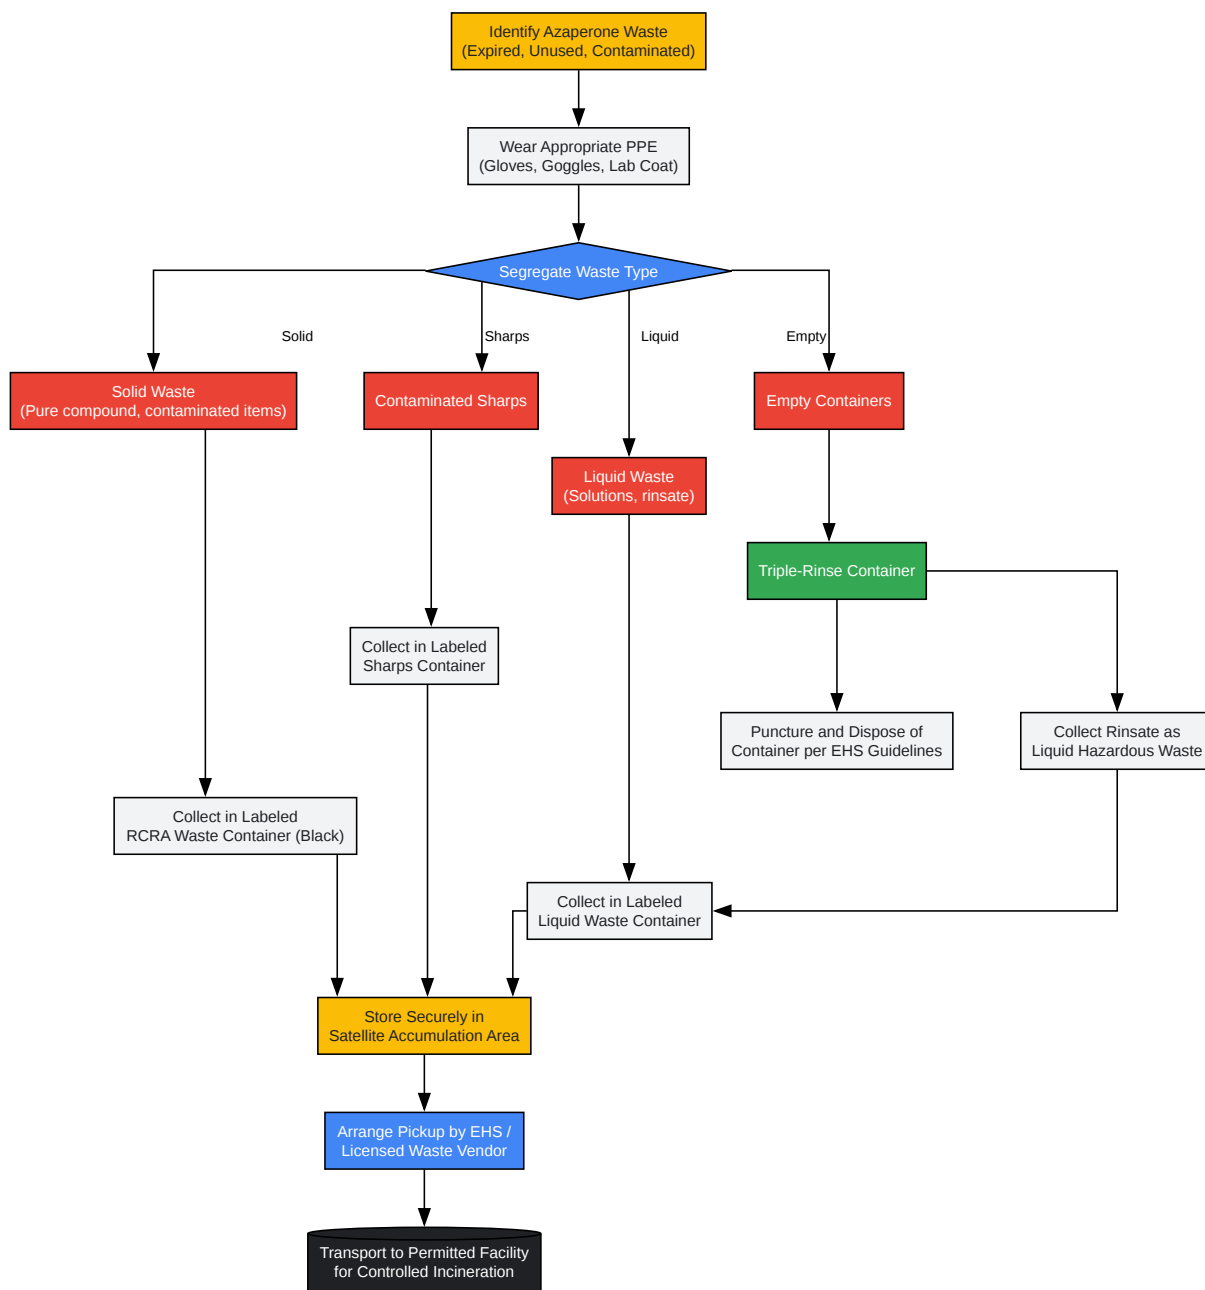 Identify Azaperone Waste
(Expired, Unused, Contaminated)
Wear Appropriate PPE
(Gloves, Goggles, Lab Coat)
Segregate Waste Type
Solid
Sharps
Liquid
Empty
Solid Waste
(Pure compound, contaminated items)
Contaminated Sharps
Empty Containers
Liquid Waste
(Solutions, rinsate)
Triple-Rinse Container
Collect in Labeled
Sharps Container
Puncture and Dispose of
Container per EHS Guidelines
Collect Rinsate as
Liquid Hazardous Waste
Collect in Labeled
RCRA Waste Container (Black)
Collect in Labeled
Liquid Waste Container
Store Securely in
Satellite Accumulation Area
Arrange Pickup by EHS /
Licensed Waste Vendor
Transport to Permitted Facility
for Controlled Incineration